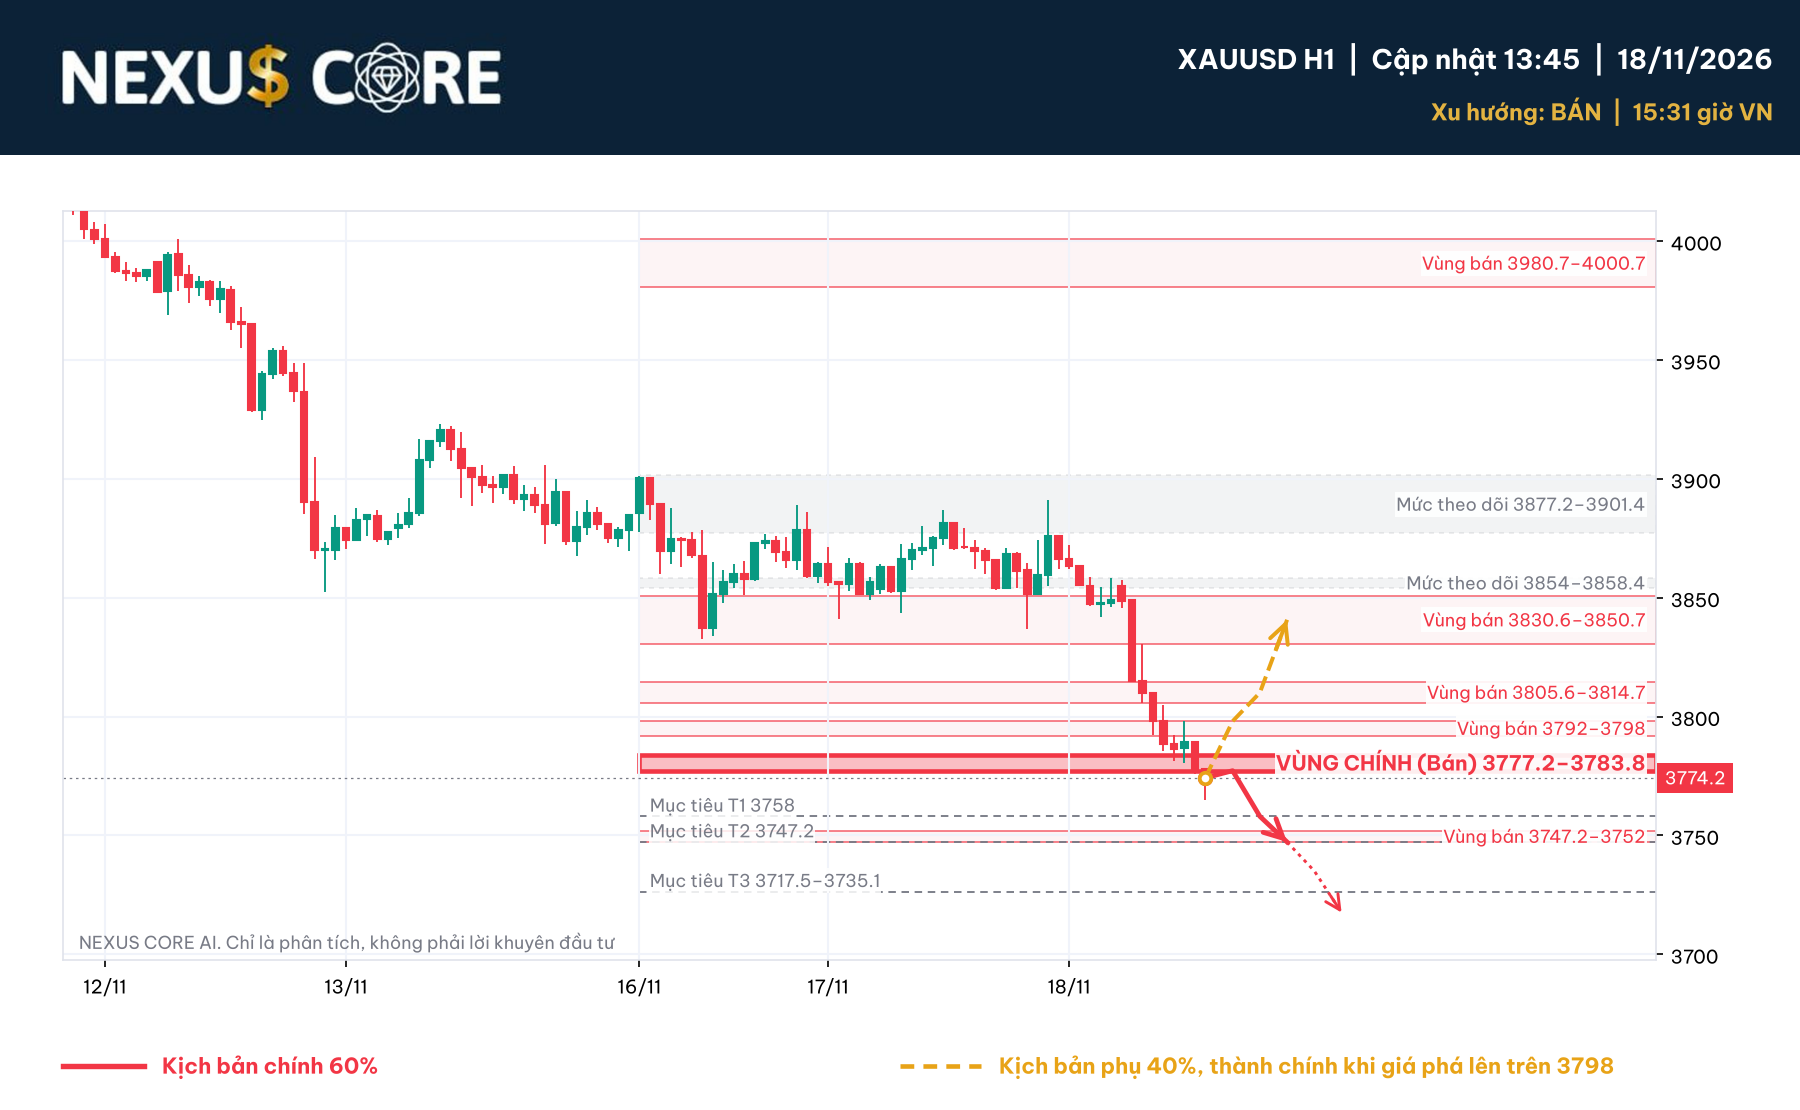 NEXU$ CORE
XAUUSD H1 | Cập nhật 13:45 | 18/11/2026
Xu hướng: BÁN | 15:31 giờ VN
Vùng bán 3980.7–4000.7
Mức theo dõi 3877.2–3901.4
Mức theo dõi 3854–3858.4
Vùng bán 3830.6–3850.7
Vùng bán 3805.6–3814.7
Vùng bán 3792–3798
VÙNG CHÍNH (Bán) 3777.2–3783.8
Mục tiêu T1 3758
Mục tiêu T2 3747.2
Vùng bán 3747.2–3752
Mục tiêu T3 3717.5–3735.1
NEXUS CORE AI. Chỉ là phân tích, không phải lời khuyên đầu tư
4000
3950
3900
3850
3800
3774.2
3750
3700
12/11
13/11
16/11
17/11
18/11
Kịch bản chính 60%
Kịch bản phụ 40%, thành chính khi giá phá lên trên 3798